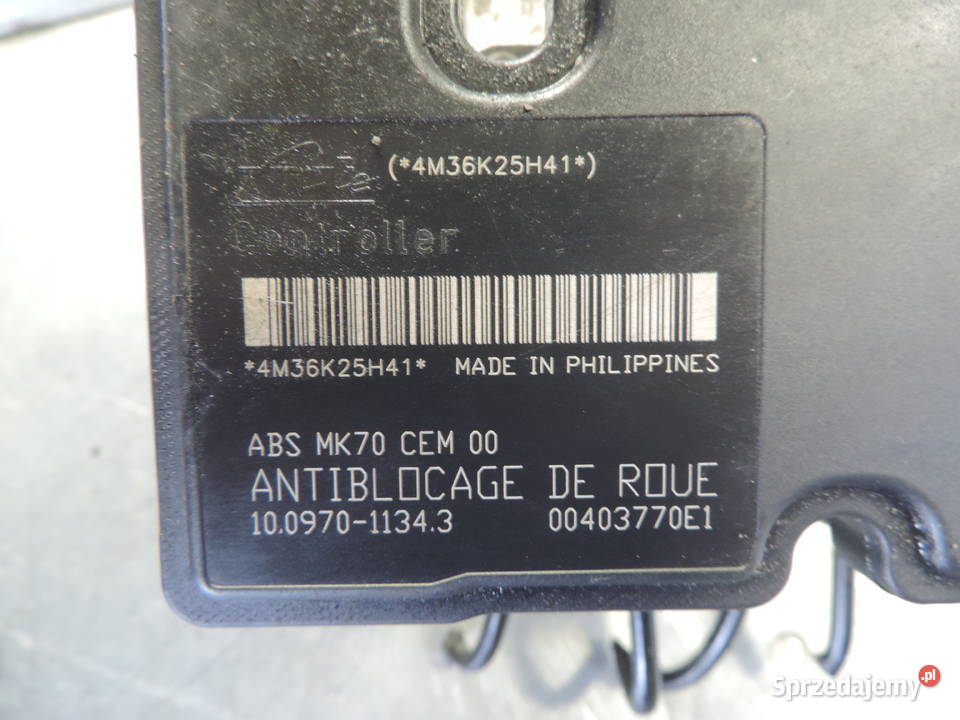 (*4M36K25H41*)
Controller
*4M36K25H41* MADE IN PHILIPPINES
ABS MK70 CEM 00
ANTIBLOCAGE DE ROUE
10.0970-1134.3 00403770E1
Sprzedajemy.pl